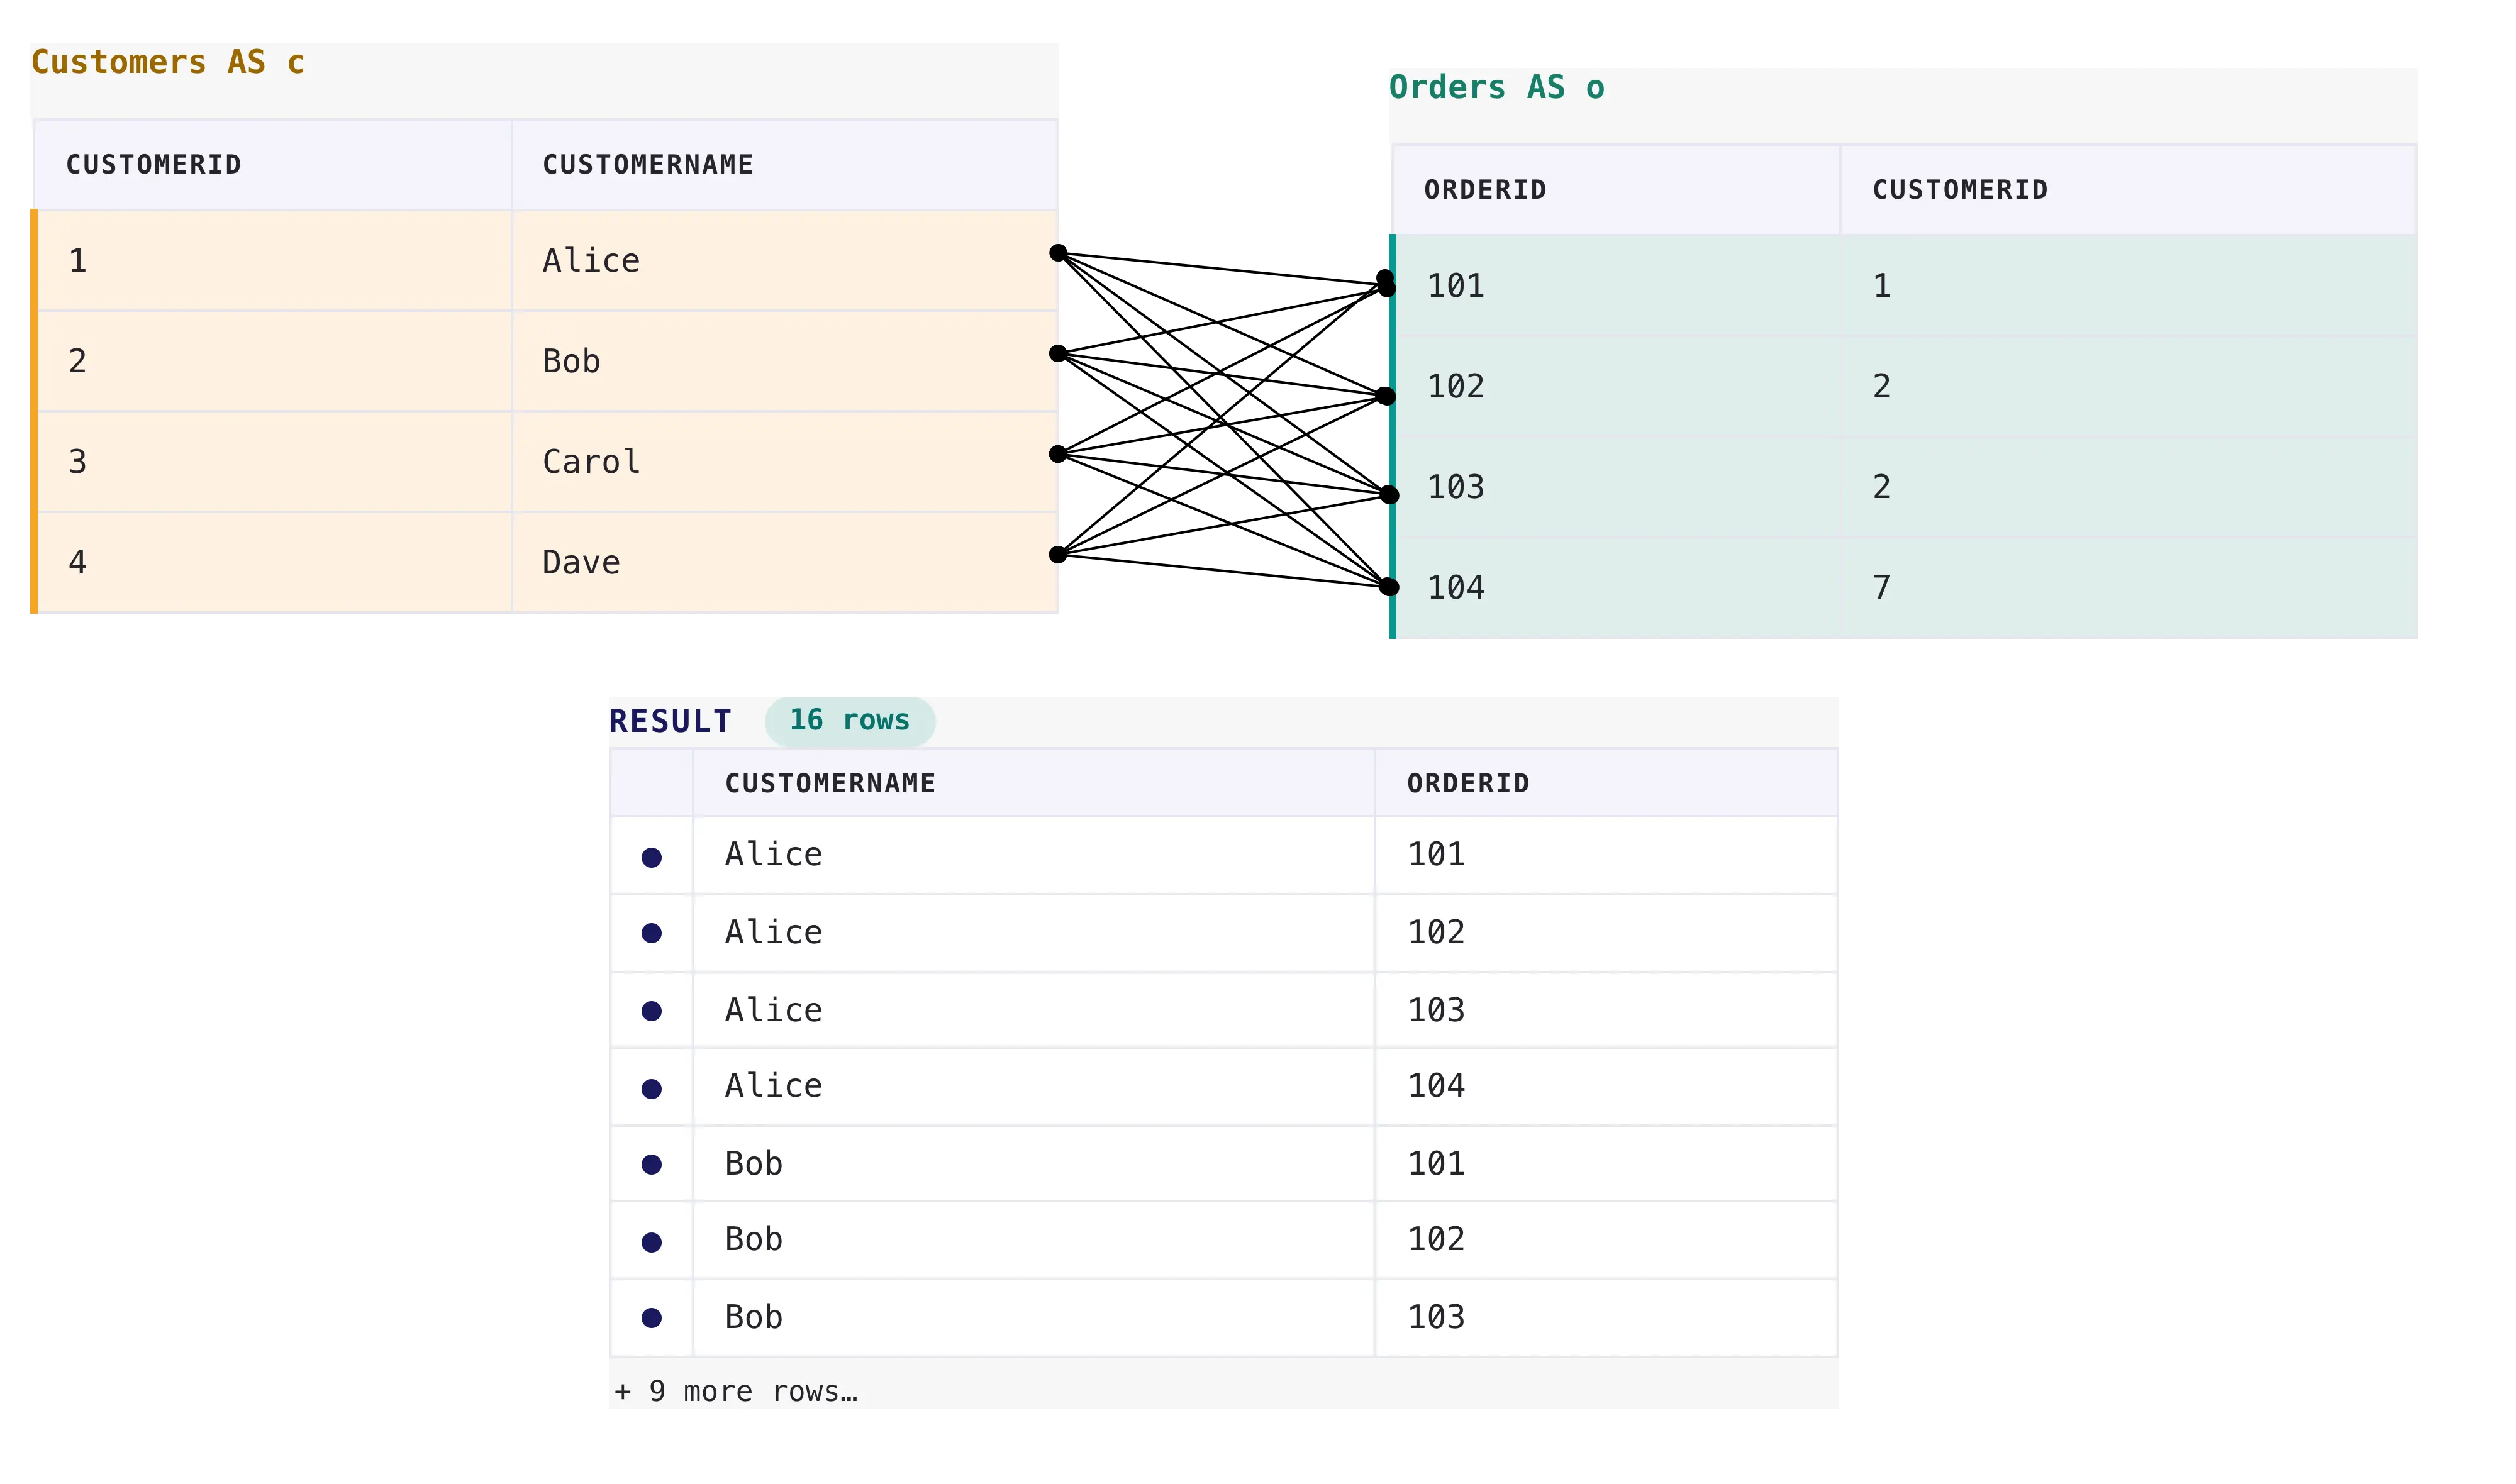 Customers AS c
CUSTOMERID CUSTOMERNAME
1 Alice
2 Bob
3 Carol
4 Dave
Orders AS o
ORDERID CUSTOMERID
101 1
102 2
103 2
104 7
RESULT 16 rows
CUSTOMERNAME ORDERID
Alice 101
Alice 102
Alice 103
Alice 104
Bob 101
Bob 102
Bob 103
+ 9 more rows…